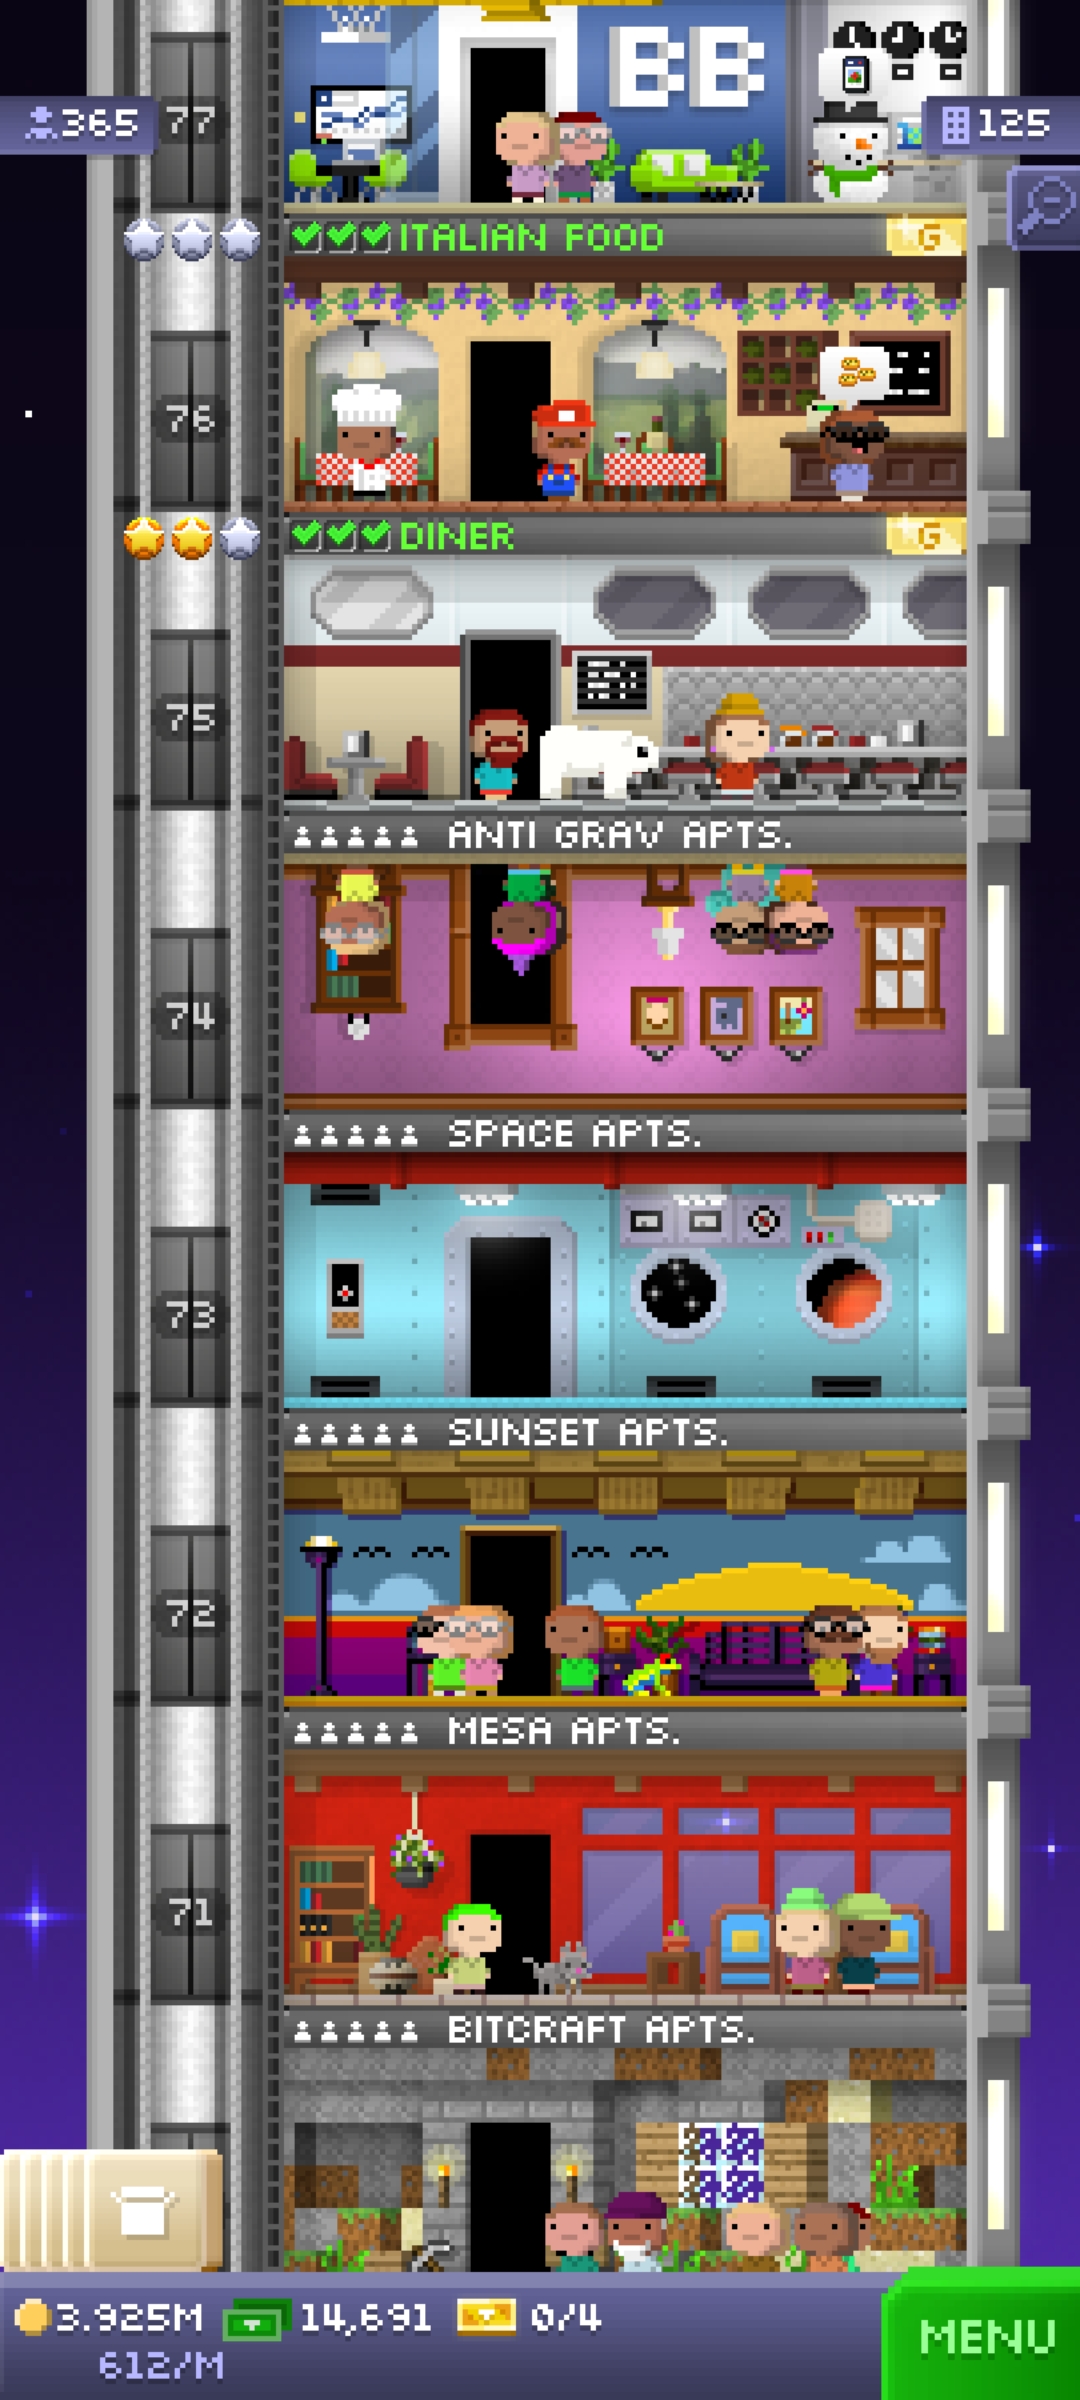 BB
365
77
125
ITALIAN FOOD
G
76
DINER
G
75
ANTI GRAV APTS.
74
SPACE APTS.
73
SUNSET APTS.
72
MESA APTS.
71
BITCRAFT APTS.
3.925M 14,691 0/4
612/M
MENU